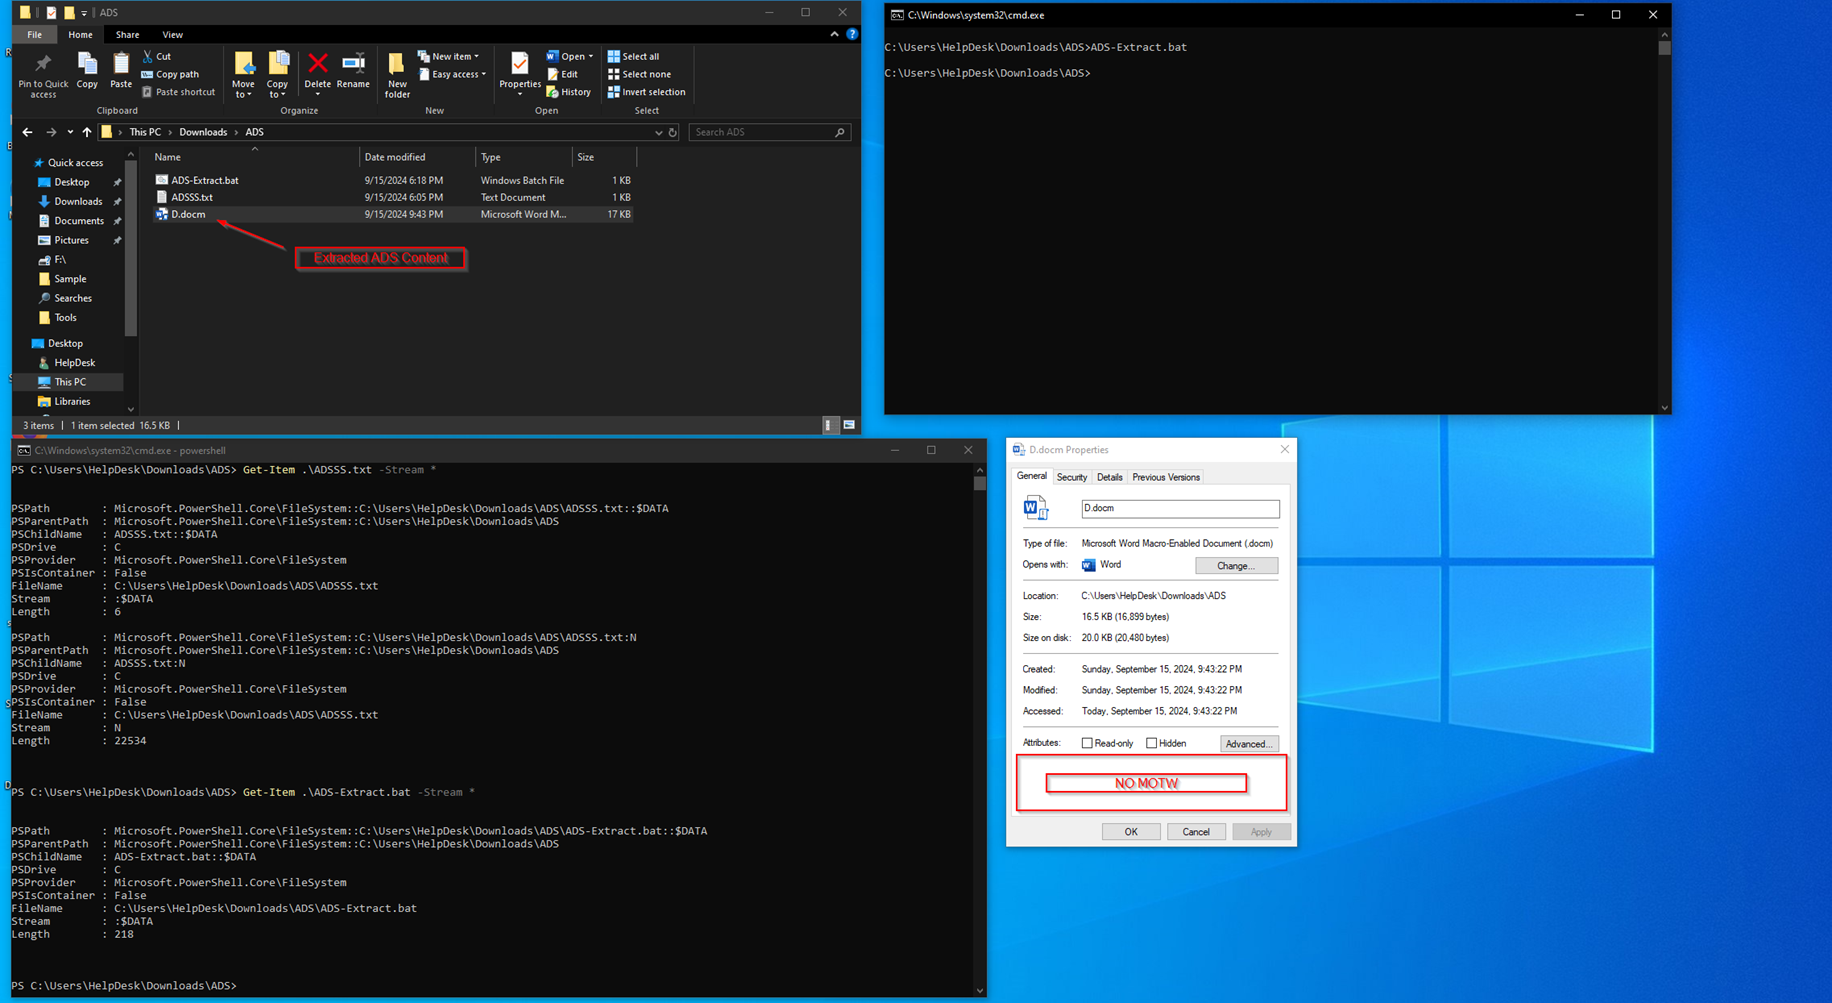 ADS
File Home Share View
Pin to Quick access
Copy
Paste
Cut
Copy path
Paste shortcut
Clipboard
Move to
Copy to
Delete
Rename
Organize
New folder
New item
Easy access
New
Properties
Open
Edit
History
Open
Select all
Select none
Invert selection
Select
This PC > Downloads > ADS
Search ADS
Quick access
Desktop
Downloads
Documents
Pictures
F:\
Sample
Searches
Tools
Desktop
HelpDesk
This PC
Libraries
Name Date modified Type Size
ADS-Extract.bat 9/15/2024 6:18 PM Windows Batch File 1 KB
ADSSS.txt 9/15/2024 6:05 PM Text Document 1 KB
D.docm 9/15/2024 9:43 PM Microsoft Word M... 17 KB
Extracted ADS Content
3 items | 1 item selected 16.5 KB |
C:\Windows\system32\cmd.exe
C:\Users\HelpDesk\Downloads\ADS>ADS-Extract.bat
C:\Users\HelpDesk\Downloads\ADS>
C:\Windows\system32\cmd.exe - powershell
PS C:\Users\HelpDesk\Downloads\ADS> Get-Item .\ADSSS.txt -Stream *
PSPath : Microsoft.PowerShell.Core\FileSystem::C:\Users\HelpDesk\Downloads\ADS\ADSSS.txt::$DATA
PSParentPath : Microsoft.PowerShell.Core\FileSystem::C:\Users\HelpDesk\Downloads\ADS
PSChildName : ADSSS.txt::$DATA
PSDrive : C
PSProvider : Microsoft.PowerShell.Core\FileSystem
PSIsContainer : False
FileName : C:\Users\HelpDesk\Downloads\ADS\ADSSS.txt
Stream : :$DATA
Length : 6
PSPath : Microsoft.PowerShell.Core\FileSystem::C:\Users\HelpDesk\Downloads\ADS\ADSSS.txt:N
PSParentPath : Microsoft.PowerShell.Core\FileSystem::C:\Users\HelpDesk\Downloads\ADS
PSChildName : ADSSS.txt:N
PSDrive : C
PSProvider : Microsoft.PowerShell.Core\FileSystem
PSIsContainer : False
FileName : C:\Users\HelpDesk\Downloads\ADS\ADSSS.txt
Stream : N
Length : 22534
PS C:\Users\HelpDesk\Downloads\ADS> Get-Item .\ADS-Extract.bat -Stream *
PSPath : Microsoft.PowerShell.Core\FileSystem::C:\Users\HelpDesk\Downloads\ADS\ADS-Extract.bat::$DATA
PSParentPath : Microsoft.PowerShell.Core\FileSystem::C:\Users\HelpDesk\Downloads\ADS
PSChildName : ADS-Extract.bat::$DATA
PSDrive : C
PSProvider : Microsoft.PowerShell.Core\FileSystem
PSIsContainer : False
FileName : C:\Users\HelpDesk\Downloads\ADS\ADS-Extract.bat
Stream : :$DATA
Length : 218
PS C:\Users\HelpDesk\Downloads\ADS>
D.docm Properties
General Security Details Previous Versions
D.docm
Type of file: Microsoft Word Macro-Enabled Document (.docm)
Opens with: Word Change...
Location: C:\Users\HelpDesk\Downloads\ADS
Size: 16.5 KB (16,899 bytes)
Size on disk: 20.0 KB (20,480 bytes)
Created: Sunday, September 15, 2024, 9:43:22 PM
Modified: Sunday, September 15, 2024, 9:43:22 PM
Accessed: Today, September 15, 2024, 9:43:22 PM
Attributes: Read-only Hidden Advanced...
NO MOTW
OK Cancel Apply